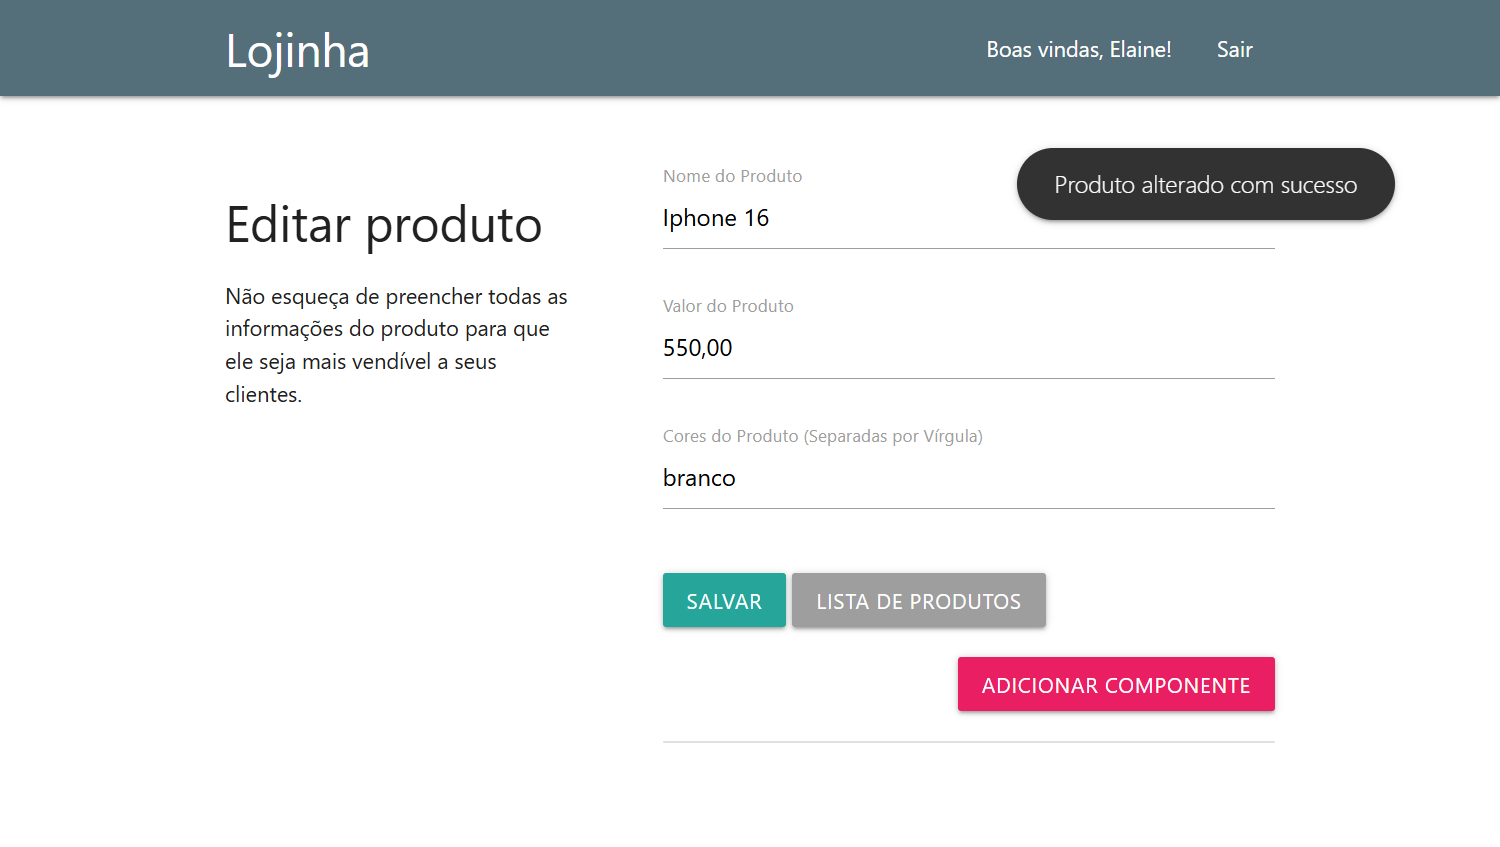 Lojinha
Boas vindas, Elaine!
Sair
Produto alterado com sucesso
Editar produto
Não esqueça de preencher todas as
informações do produto para que
ele seja mais vendível a seus
clientes.
Nome do Produto
Iphone 16
Valor do Produto
550,00
Cores do Produto (Separadas por Vírgula)
branco
SALVAR
LISTA DE PRODUTOS
ADICIONAR COMPONENTE